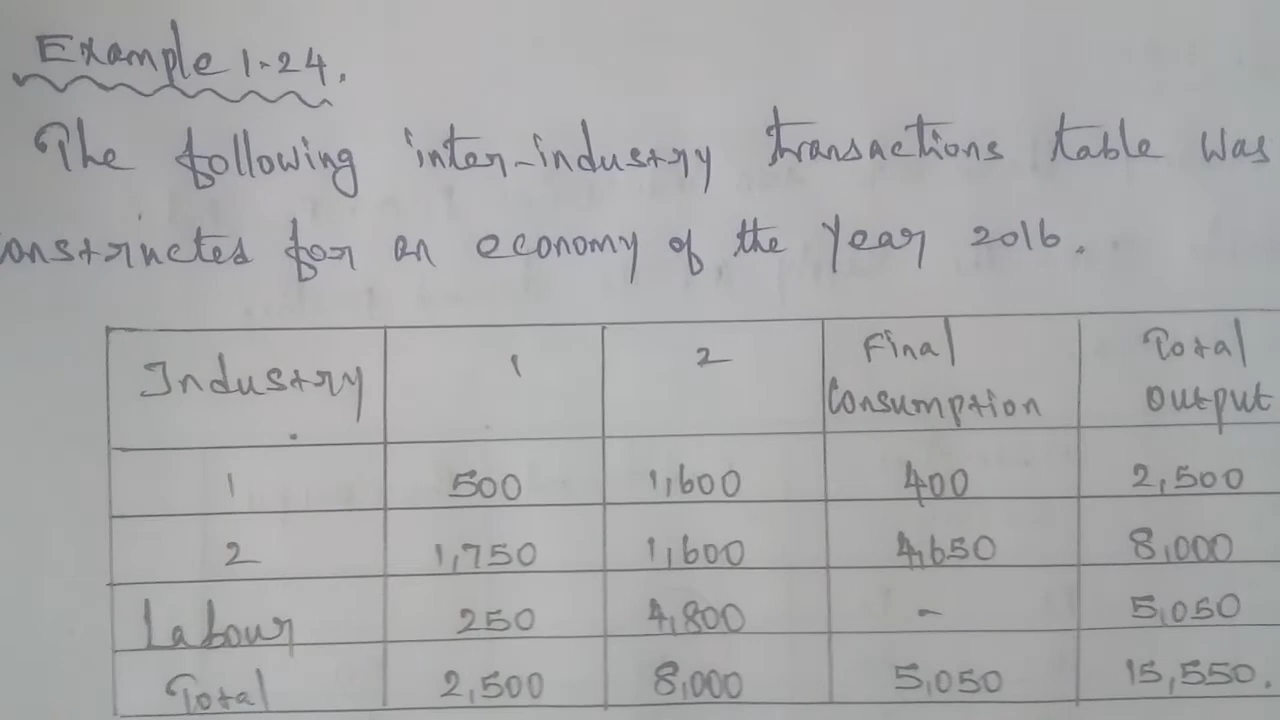 Example 1.24.
The following inter-industry transactions table was
onstructed for an economy of the year 2016.
Industry 1 2 Final Consumption Total Output
1 500 1,600 400 2,500
2 1,750 1,600 4,650 8,000
Labour 250 4,800 - 5,050
Total 2,500 8,000 5,050 15,550.